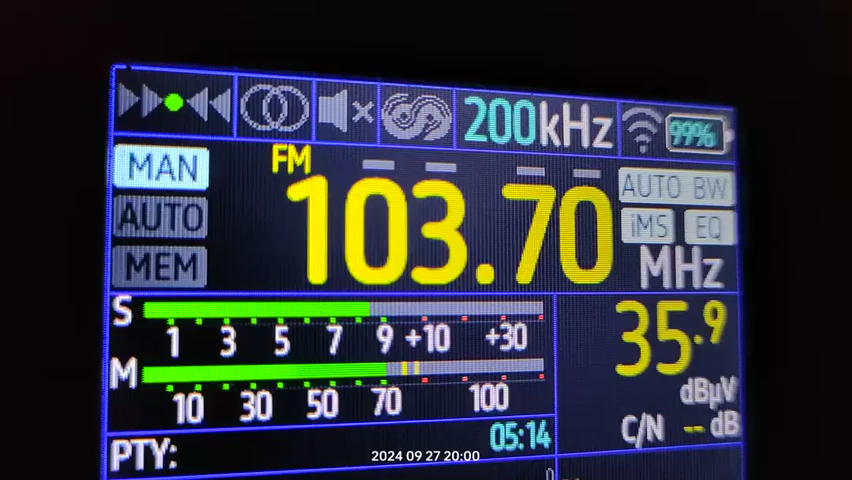 200kHz 99%
MAN FM 103.70 AUTO BW
AUTO iMS EQ
MEM MHz
S 1 3 5 7 9 +10 +30 35.9
M 10 30 50 70 100 dBµV
C/N -- dB
PTY: 05:14
2024 09 27 20:00